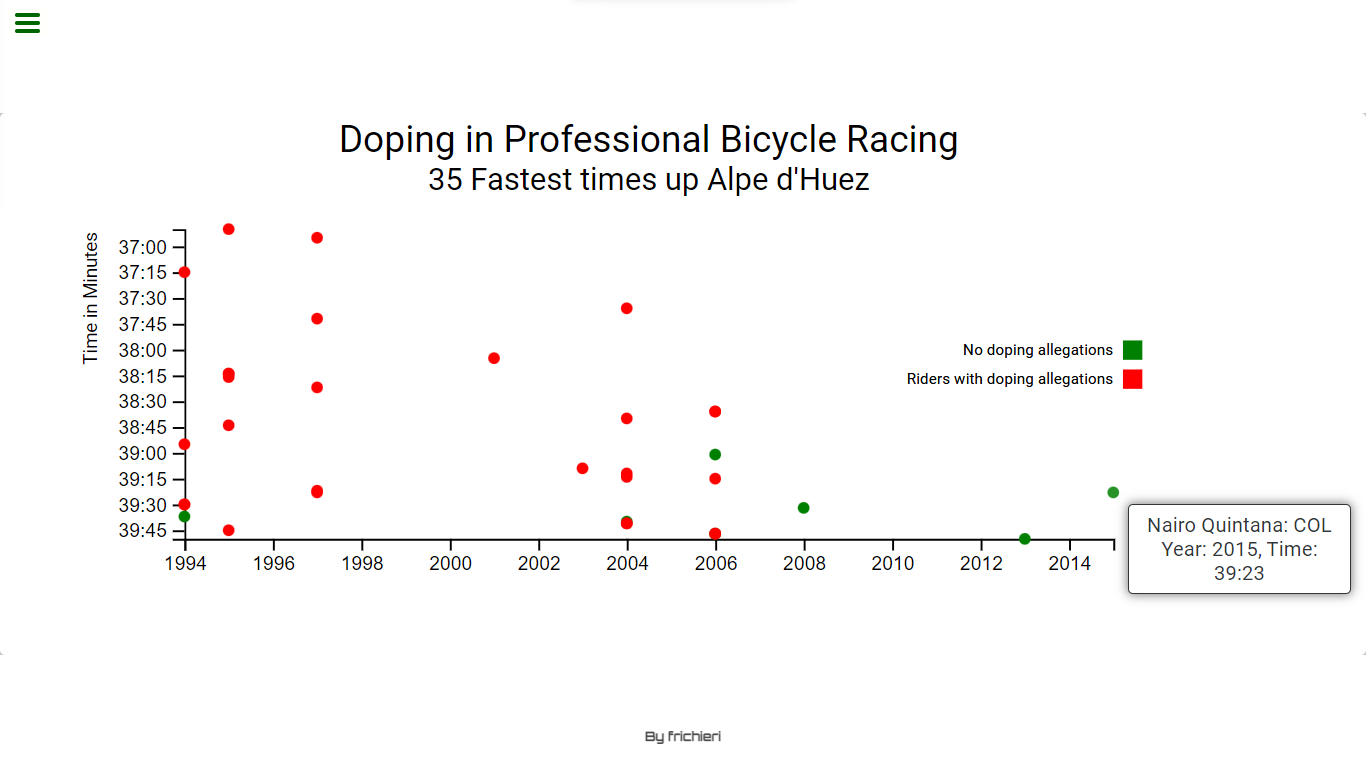 Doping in Professional Bicycle Racing
35 Fastest times up Alpe d'Huez
Time in Minutes
37:00
37:15
37:30
37:45
38:00
38:15
38:30
38:45
39:00
39:15
39:30
39:45
No doping allegations
Riders with doping allegations
1994 1996 1998 2000 2002 2004 2006 2008 2010 2012 2014
Nairo Quintana: COL
Year: 2015, Time:
39:23
By frichieri